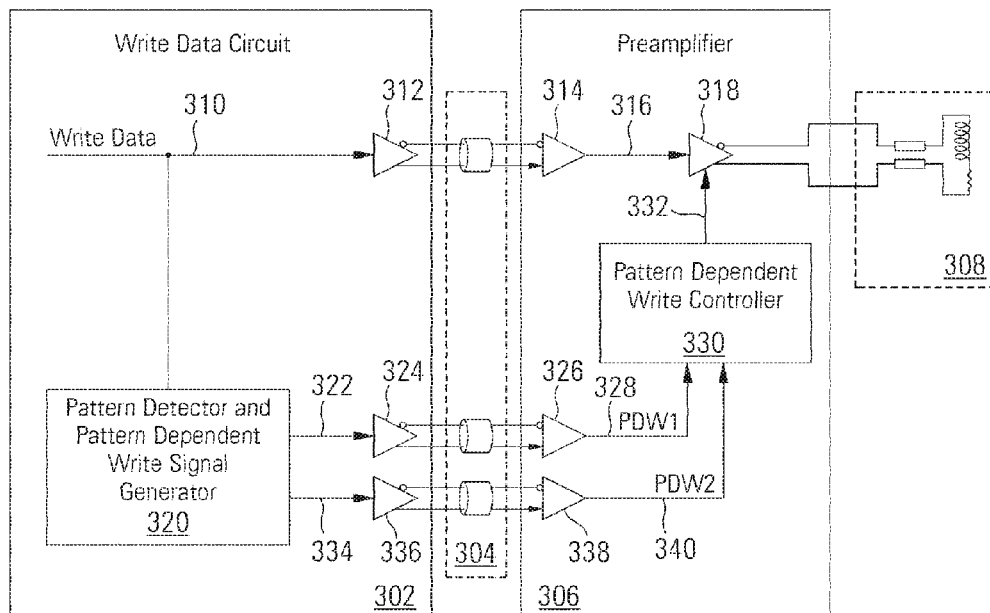 Write Data Circuit
Preamplifier
310
312
314
316
318
Write Data
332
308
Pattern Dependent
Write Controller
330
322
324
326
328
Pattern Detector and
Pattern Dependent
Write Signal
Generator
320
PDW1
PDW2
334
336
304
338
340
302
306